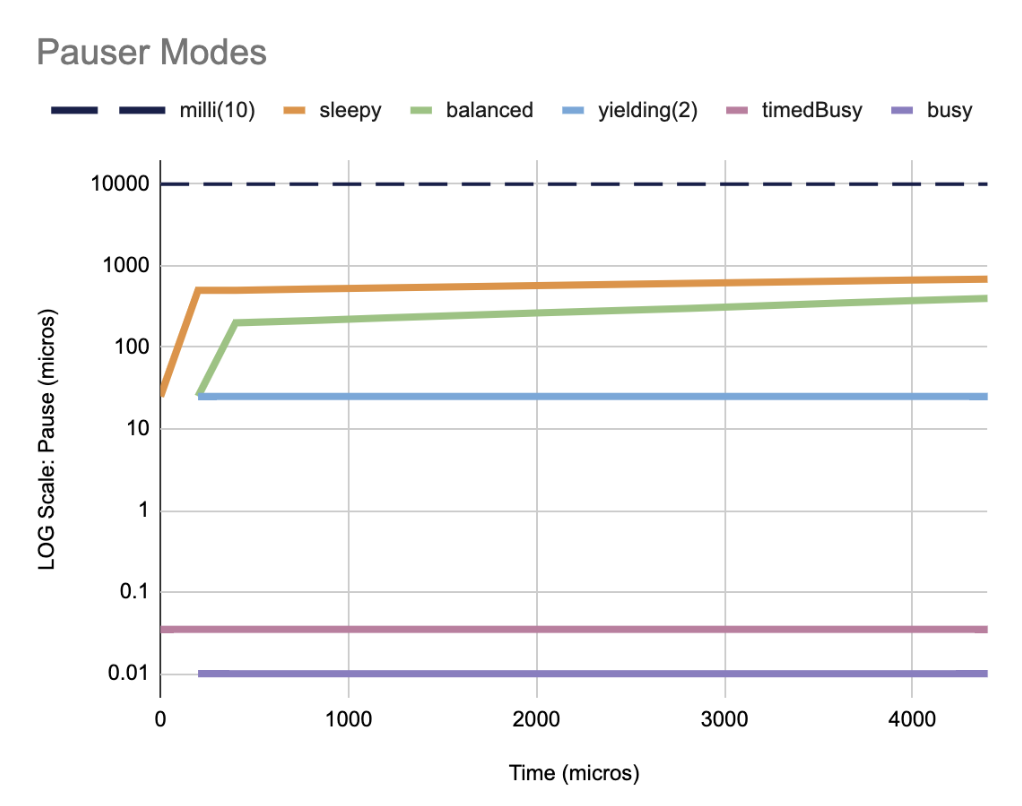 Pauser Modes
milli(10) sleepy balanced yielding(2) timedBusy busy
LOG Scale: Pause (micros)
10000
1000
100
10
1
0.1
0.01
0 1000 2000 3000 4000
Time (micros)